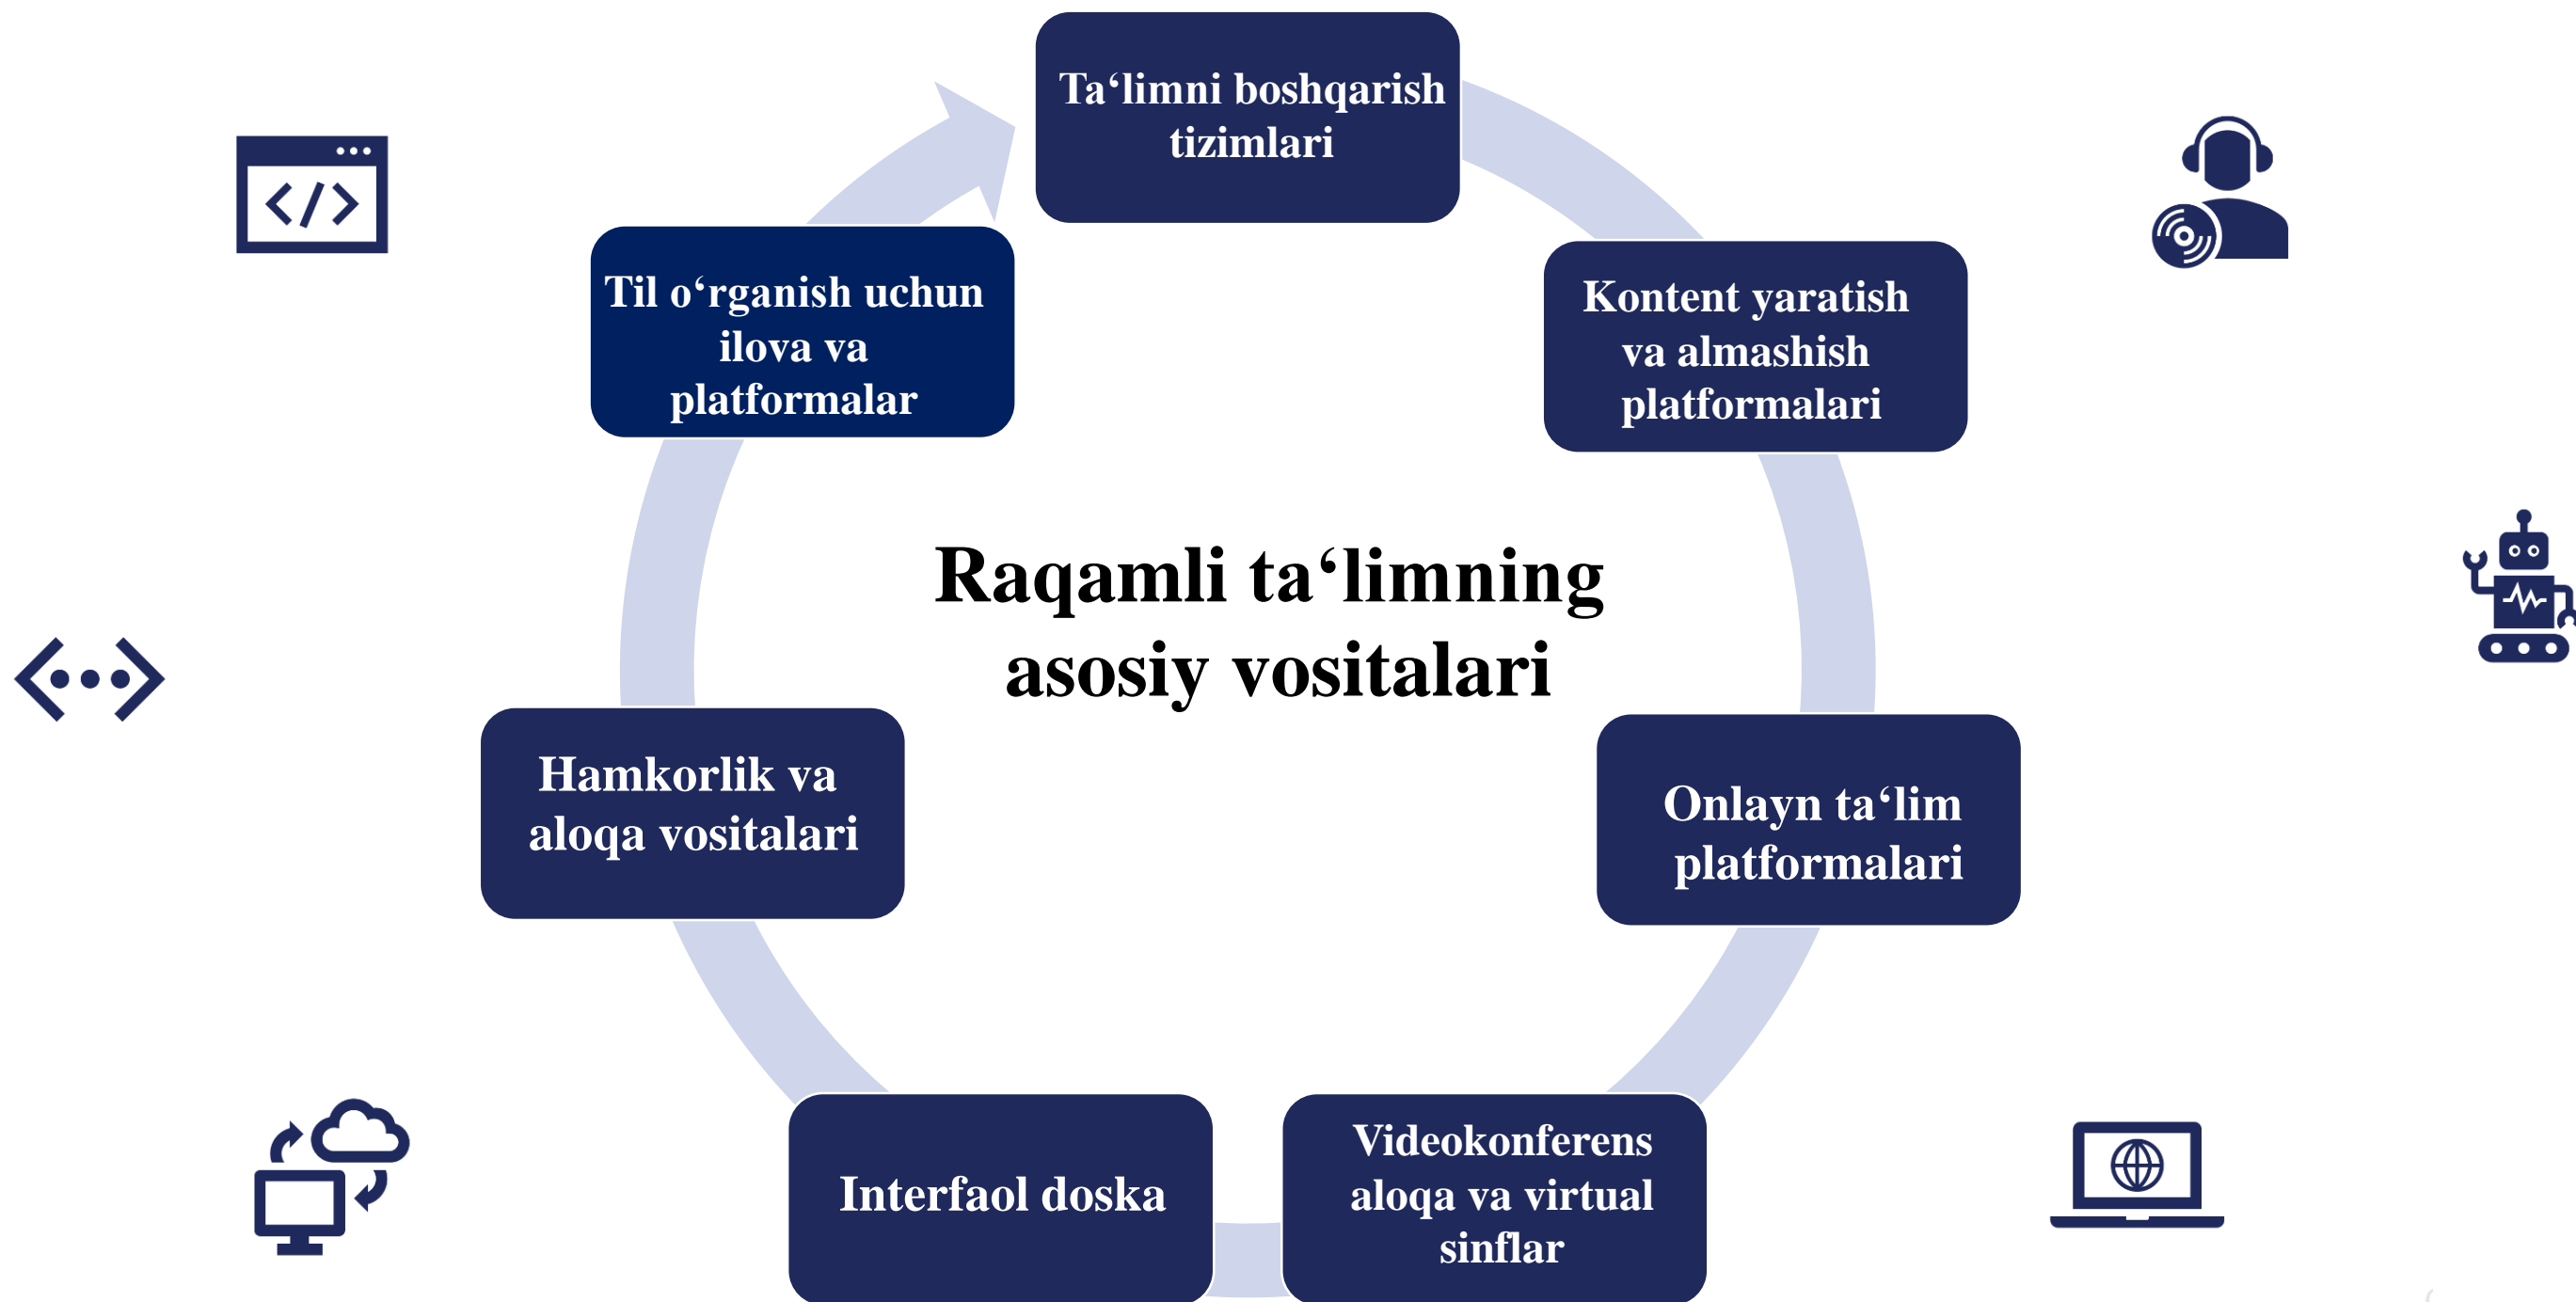 Ta‘limni boshqarish
tizimlari
Kontent yaratish
va almashish
platformalari
Onlayn ta‘lim
platformalari
Videokonferens
aloqa va virtual
sinflar
Interfaol doska
Hamkorlik va
aloqa vositalari
Til o‘rganish uchun
ilova va
platformalar
Raqamli ta‘limning
asosiy vositalari